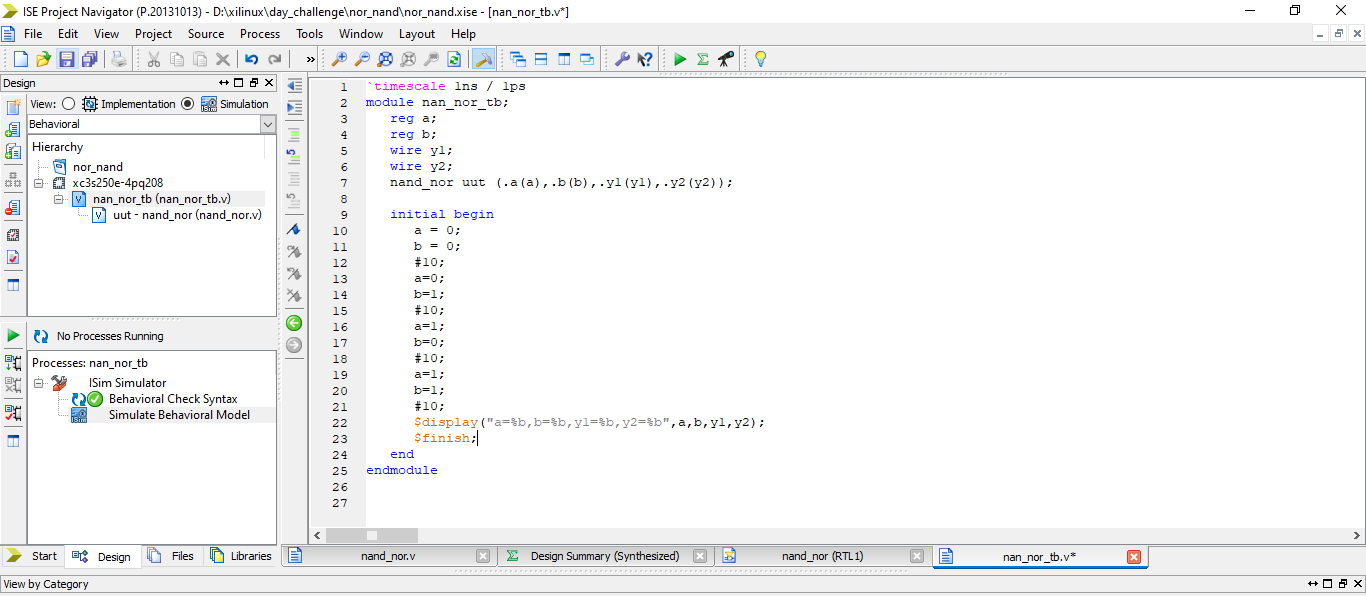 ISE Project Navigator (P.20131013) - D:\xilinux\day_challenge\nor_nand\nor_nand.xise - [nan_nor_tb.v*]
File Edit View Project Source Process Tools Window Layout Help
Design
View: Implementation Simulation
Behavioral
Hierarchy
nor_nand
xc3s250e-4pq208
nan_nor_tb (nan_nor_tb.v)
uut - nand_nor (nand_nor.v)
No Processes Running
Processes: nan_nor_tb
ISim Simulator
Behavioral Check Syntax
Simulate Behavioral Model
1 `timescale 1ns / 1ps
2 module nan_nor_tb;
3 reg a;
4 reg b;
5 wire y1;
6 wire y2;
7 nand_nor uut (.a(a),.b(b),.y1(y1),.y2(y2));
8
9 initial begin
10 a = 0;
11 b = 0;
12 #10;
13 a=0;
14 b=1;
15 #10;
16 a=1;
17 b=0;
18 #10;
19 a=1;
20 b=1;
21 #10;
22 $display("a=%b,b=%b,y1=%b,y2=%b",a,b,y1,y2);
23 $finish;
24 end
25 endmodule
26
27
Start Design Files Libraries
nand_nor.v Design Summary (Synthesized) nand_nor (RTL1) nan_nor_tb.v*
View by Category